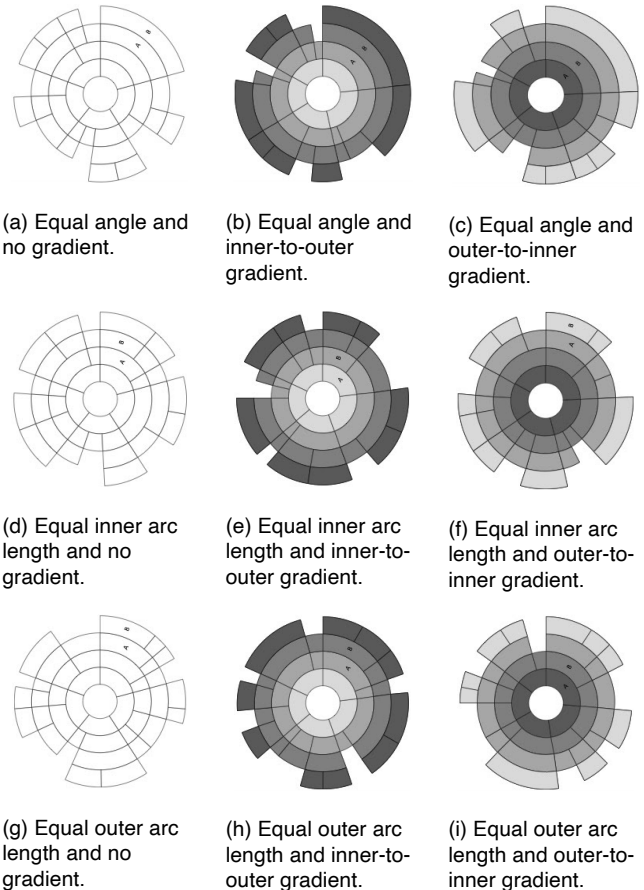 B
A
B
A
B
A
(a) Equal angle and
no gradient.
(b) Equal angle and
inner-to-outer
gradient.
(c) Equal angle and
outer-to-inner
gradient.
B
A
B
A
B
A
(d) Equal inner arc
length and no
gradient.
(e) Equal inner arc
length and inner-to-
outer gradient.
(f) Equal inner arc
length and outer-to-
inner gradient.
B
A
B
A
B
A
(g) Equal outer arc
length and no
gradient.
(h) Equal outer arc
length and inner-to-
outer gradient.
(i) Equal outer arc
length and outer-to-
inner gradient.